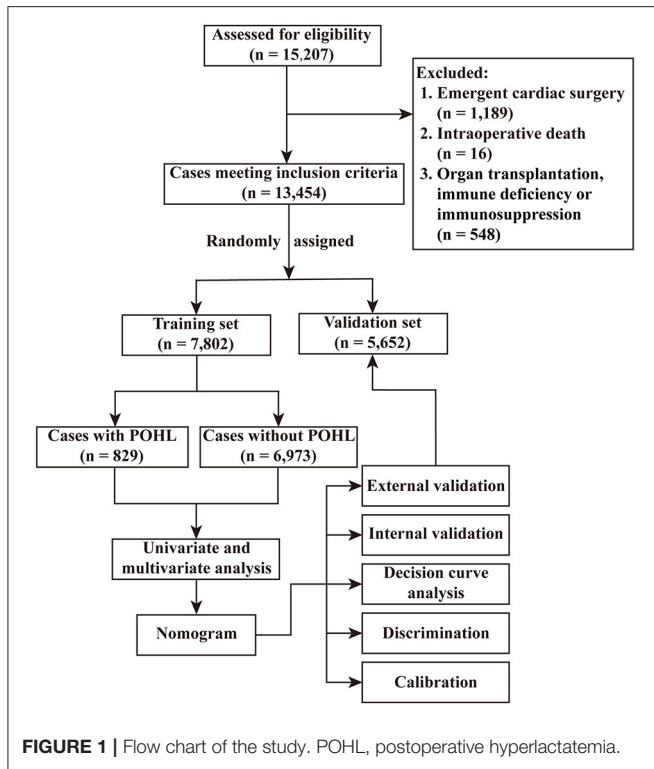 Assessed for eligibility
(n = 15,207)
Excluded:
1. Emergent cardiac surgery
(n = 1,189)
2. Intraoperative death
(n = 16)
3. Organ transplantation,
immune deficiency or
immunosuppression
(n = 548)
Cases meeting inclusion criteria
(n = 13,454)
Randomly assigned
Training set
(n = 7,802)
Validation set
(n = 5,652)
Cases with POHL
(n = 829)
Cases without POHL
(n = 6,973)
Univariate and
multivariate analysis
Nomogram
External validation
Internal validation
Decision curve
analysis
Discrimination
Calibration
FIGURE 1 | Flow chart of the study. POHL, postoperative hyperlactatemia.